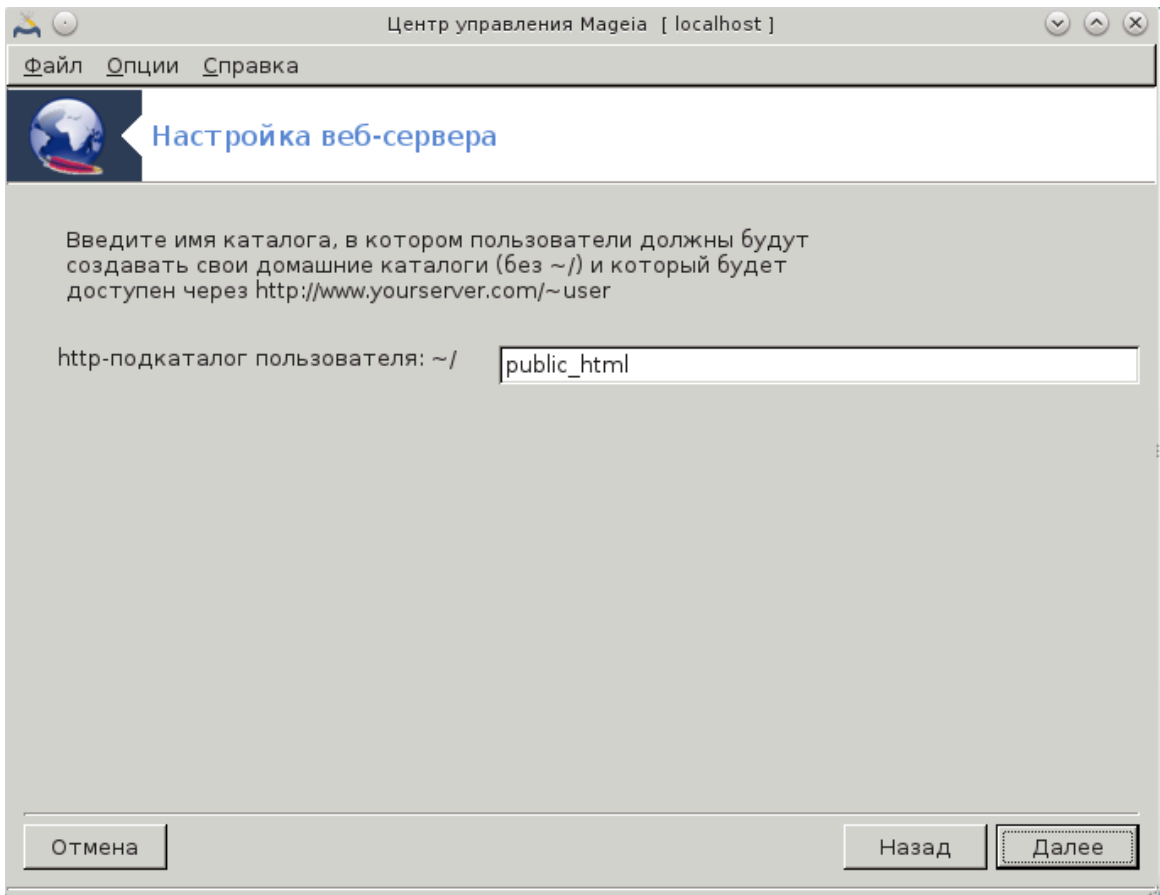 Центр управления Mageia [ localhost ]
Файл Опции Справка
Настройка веб-сервера
Введите имя каталога, в котором пользователи должны будут
создавать свои домашние каталоги (без ~/) и который будет
доступен через http://www.yourserver.com/~user
http-подкаталог пользователя: ~/ public_html
Отмена Назад Далее